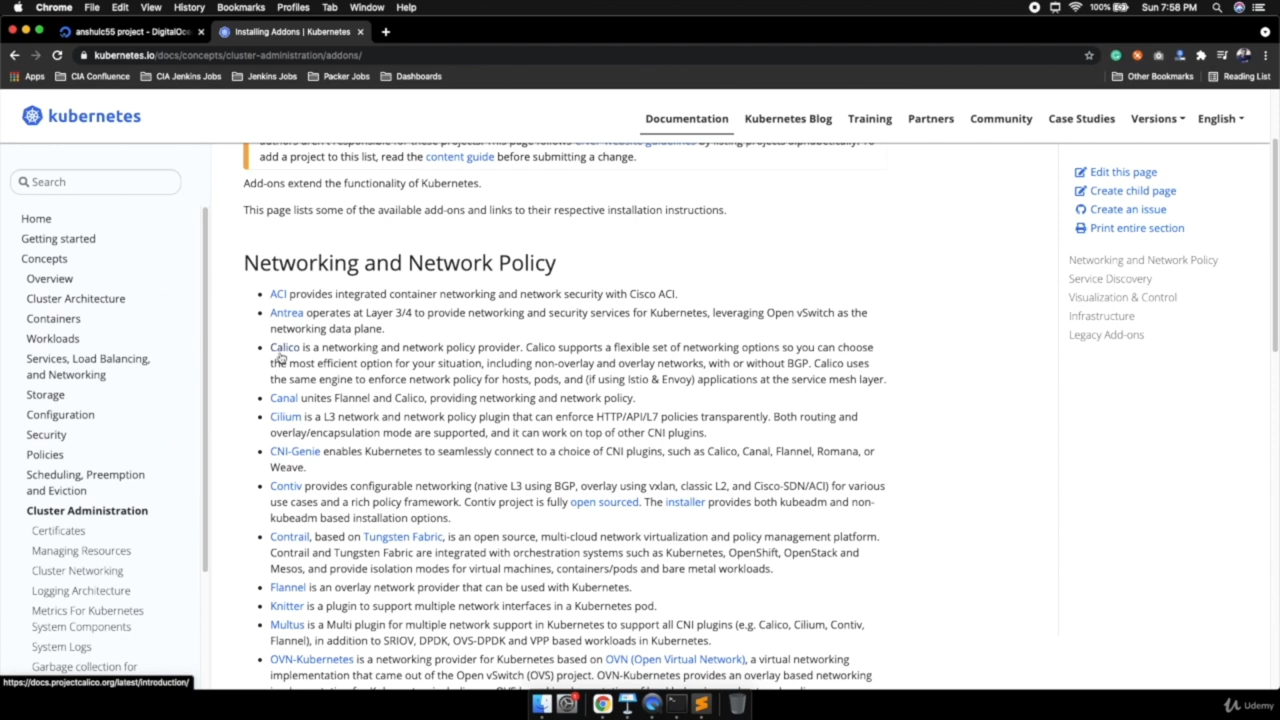 Chrome File Edit View History Bookmarks Profiles Tab Window Help 100% Sun 7:58 PM
anshulc55 project - DigitalOce × Installing Addons | Kubernetes × +
kubernetes.io/docs/concepts/cluster-administration/addons/
Apps CIA Confluence CIA Jenkins Jobs Jenkins Jobs Packer Jobs Dashboards Other Bookmarks Reading List
kubernetes Documentation Kubernetes Blog Training Partners Community Case Studies Versions English
Search
Home
Getting started
Concepts
Overview
Cluster Architecture
Containers
Workloads
Services, Load Balancing,
and Networking
Storage
Configuration
Security
Policies
Scheduling, Preemption
and Eviction
Cluster Administration
Certificates
Managing Resources
Cluster Networking
Logging Architecture
Metrics For Kubernetes
System Components
System Logs
Garbage collection for
authors aren't responsible for these projects. This page follows CNCF website guidelines by listing projects alphabetically. To
add a project to this list, read the content guide before submitting a change.
Add-ons extend the functionality of Kubernetes.
This page lists some of the available add-ons and links to their respective installation instructions.
Networking and Network Policy
• ACI provides integrated container networking and network security with Cisco ACI.
• Antrea operates at Layer 3/4 to provide networking and security services for Kubernetes, leveraging Open vSwitch as the
networking data plane.
• Calico is a networking and network policy provider. Calico supports a flexible set of networking options so you can choose
the most efficient option for your situation, including non-overlay and overlay networks, with or without BGP. Calico uses
the same engine to enforce network policy for hosts, pods, and (if using Istio & Envoy) applications at the service mesh layer.
• Canal unites Flannel and Calico, providing networking and network policy.
• Cilium is a L3 network and network policy plugin that can enforce HTTP/API/L7 policies transparently. Both routing and
overlay/encapsulation mode are supported, and it can work on top of other CNI plugins.
• CNI-Genie enables Kubernetes to seamlessly connect to a choice of CNI plugins, such as Calico, Canal, Flannel, Romana, or
Weave.
• Contiv provides configurable networking (native L3 using BGP, overlay using vxlan, classic L2, and Cisco-SDN/ACI) for various
use cases and a rich policy framework. Contiv project is fully open sourced. The installer provides both kubeadm and non-
kubeadm based installation options.
• Contrail, based on Tungsten Fabric, is an open source, multi-cloud network virtualization and policy management platform.
Contrail and Tungsten Fabric are integrated with orchestration systems such as Kubernetes, OpenShift, OpenStack and
Mesos, and provide isolation modes for virtual machines, containers/pods and bare metal workloads.
• Flannel is an overlay network provider that can be used with Kubernetes.
• Knitter is a plugin to support multiple network interfaces in a Kubernetes pod.
• Multus is a Multi plugin for multiple network support in Kubernetes to support all CNI plugins (e.g. Calico, Cilium, Contiv,
Flannel), in addition to SRIOV, DPDK, OVS-DPDK and VPP based workloads in Kubernetes.
• OVN-Kubernetes is a networking provider for Kubernetes based on OVN (Open Virtual Network), a virtual networking
implementation that came out of the Open vSwitch (OVS) project. OVN-Kubernetes provides an overlay based networking
Edit this page
Create child page
Create an issue
Print entire section
Networking and Network Policy
Service Discovery
Visualization & Control
Infrastructure
Legacy Add-ons
https://docs.projectcalico.org/latest/introduction/
Udemy